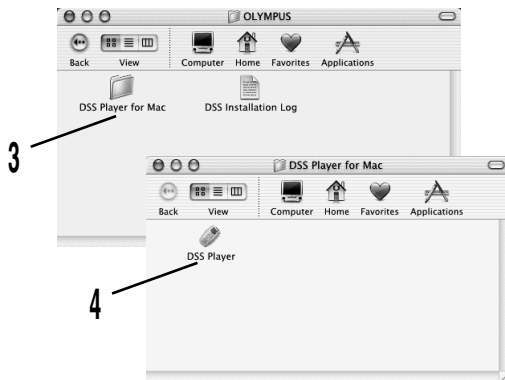 OLYMPUS
Back View Computer Home Favorites Applications
DSS Player for Mac DSS Installation Log
3
DSS Player for Mac
Back View Computer Home Favorites Applications
DSS Player
4